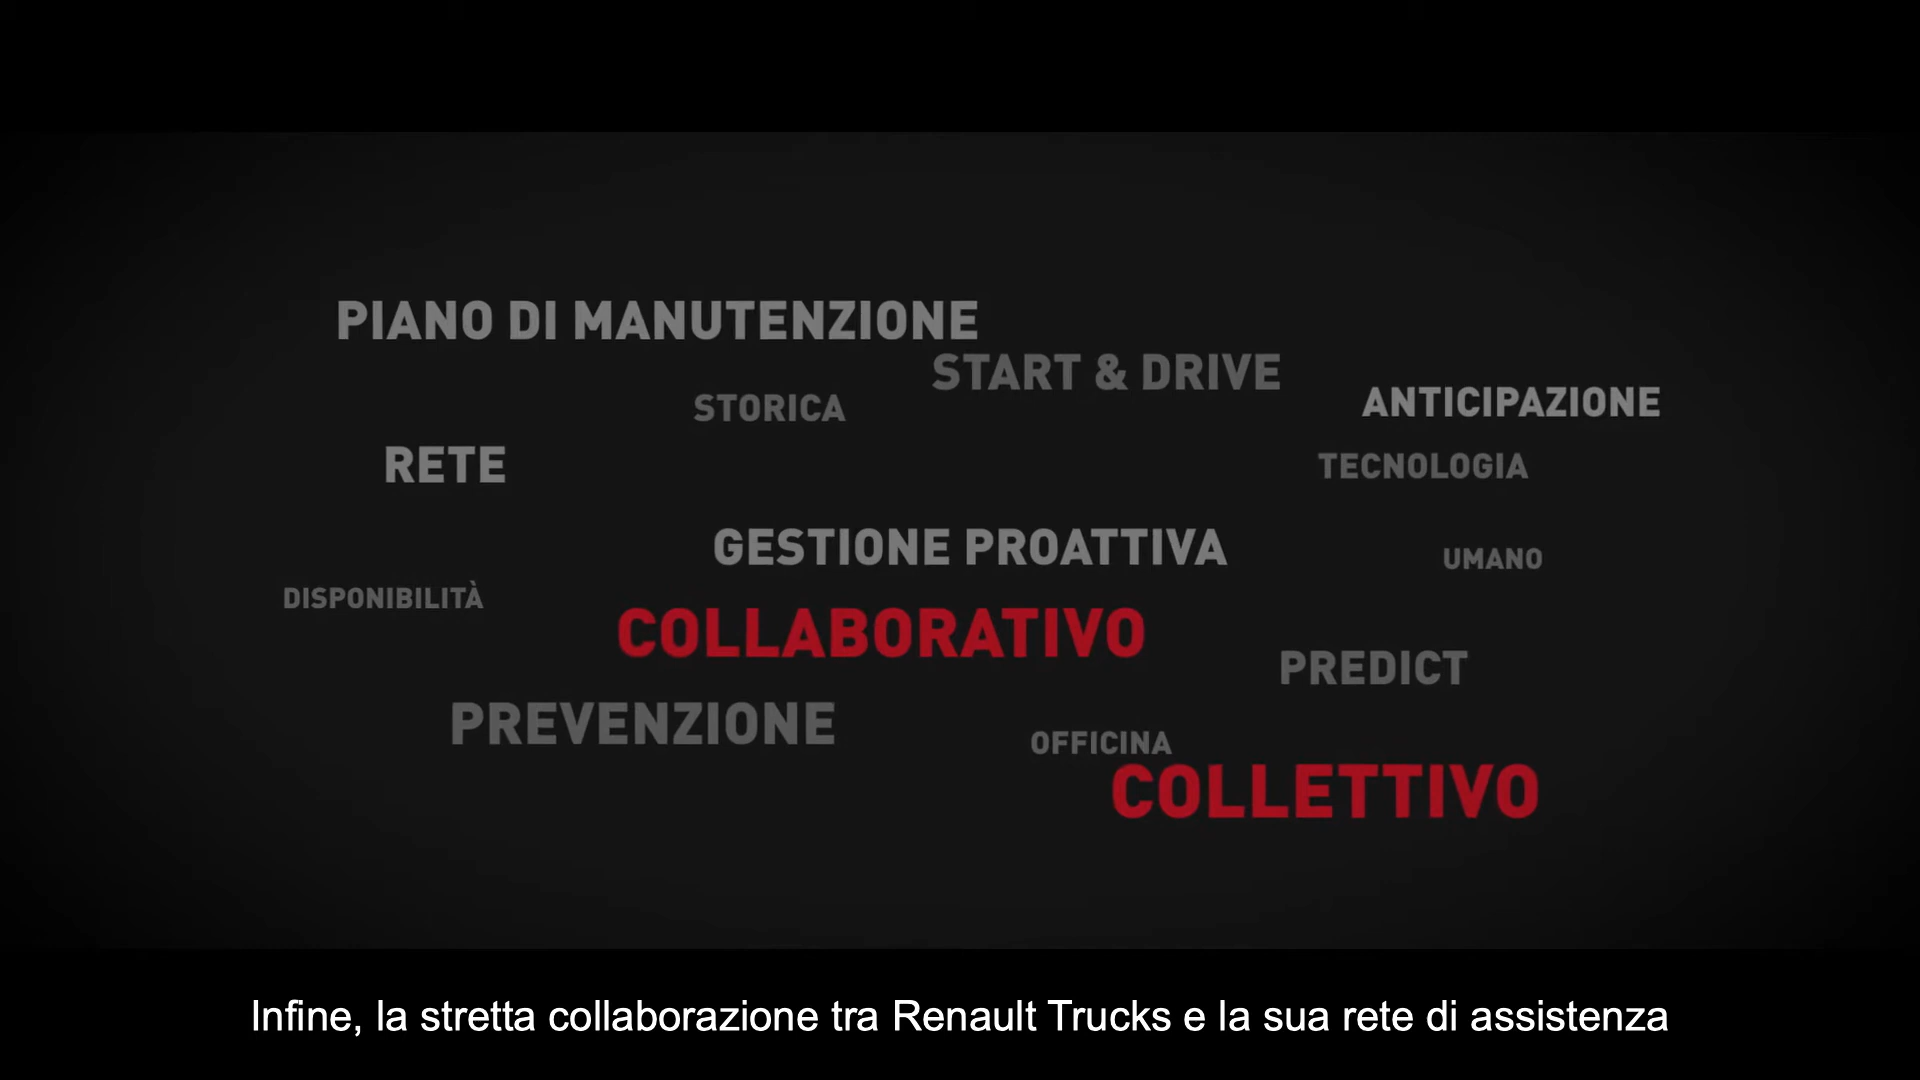 PIANO DI MANUTENZIONE
START & DRIVE
STORICA
ANTICIPAZIONE
RETE
TECNOLOGIA
GESTIONE PROATTIVA
UMANO
DISPONIBILITÀ
COLLABORATIVO
PREDICT
PREVENZIONE
OFFICINA
COLLETTIVO
Infine, la stretta collaborazione tra Renault Trucks e la sua rete di assistenza